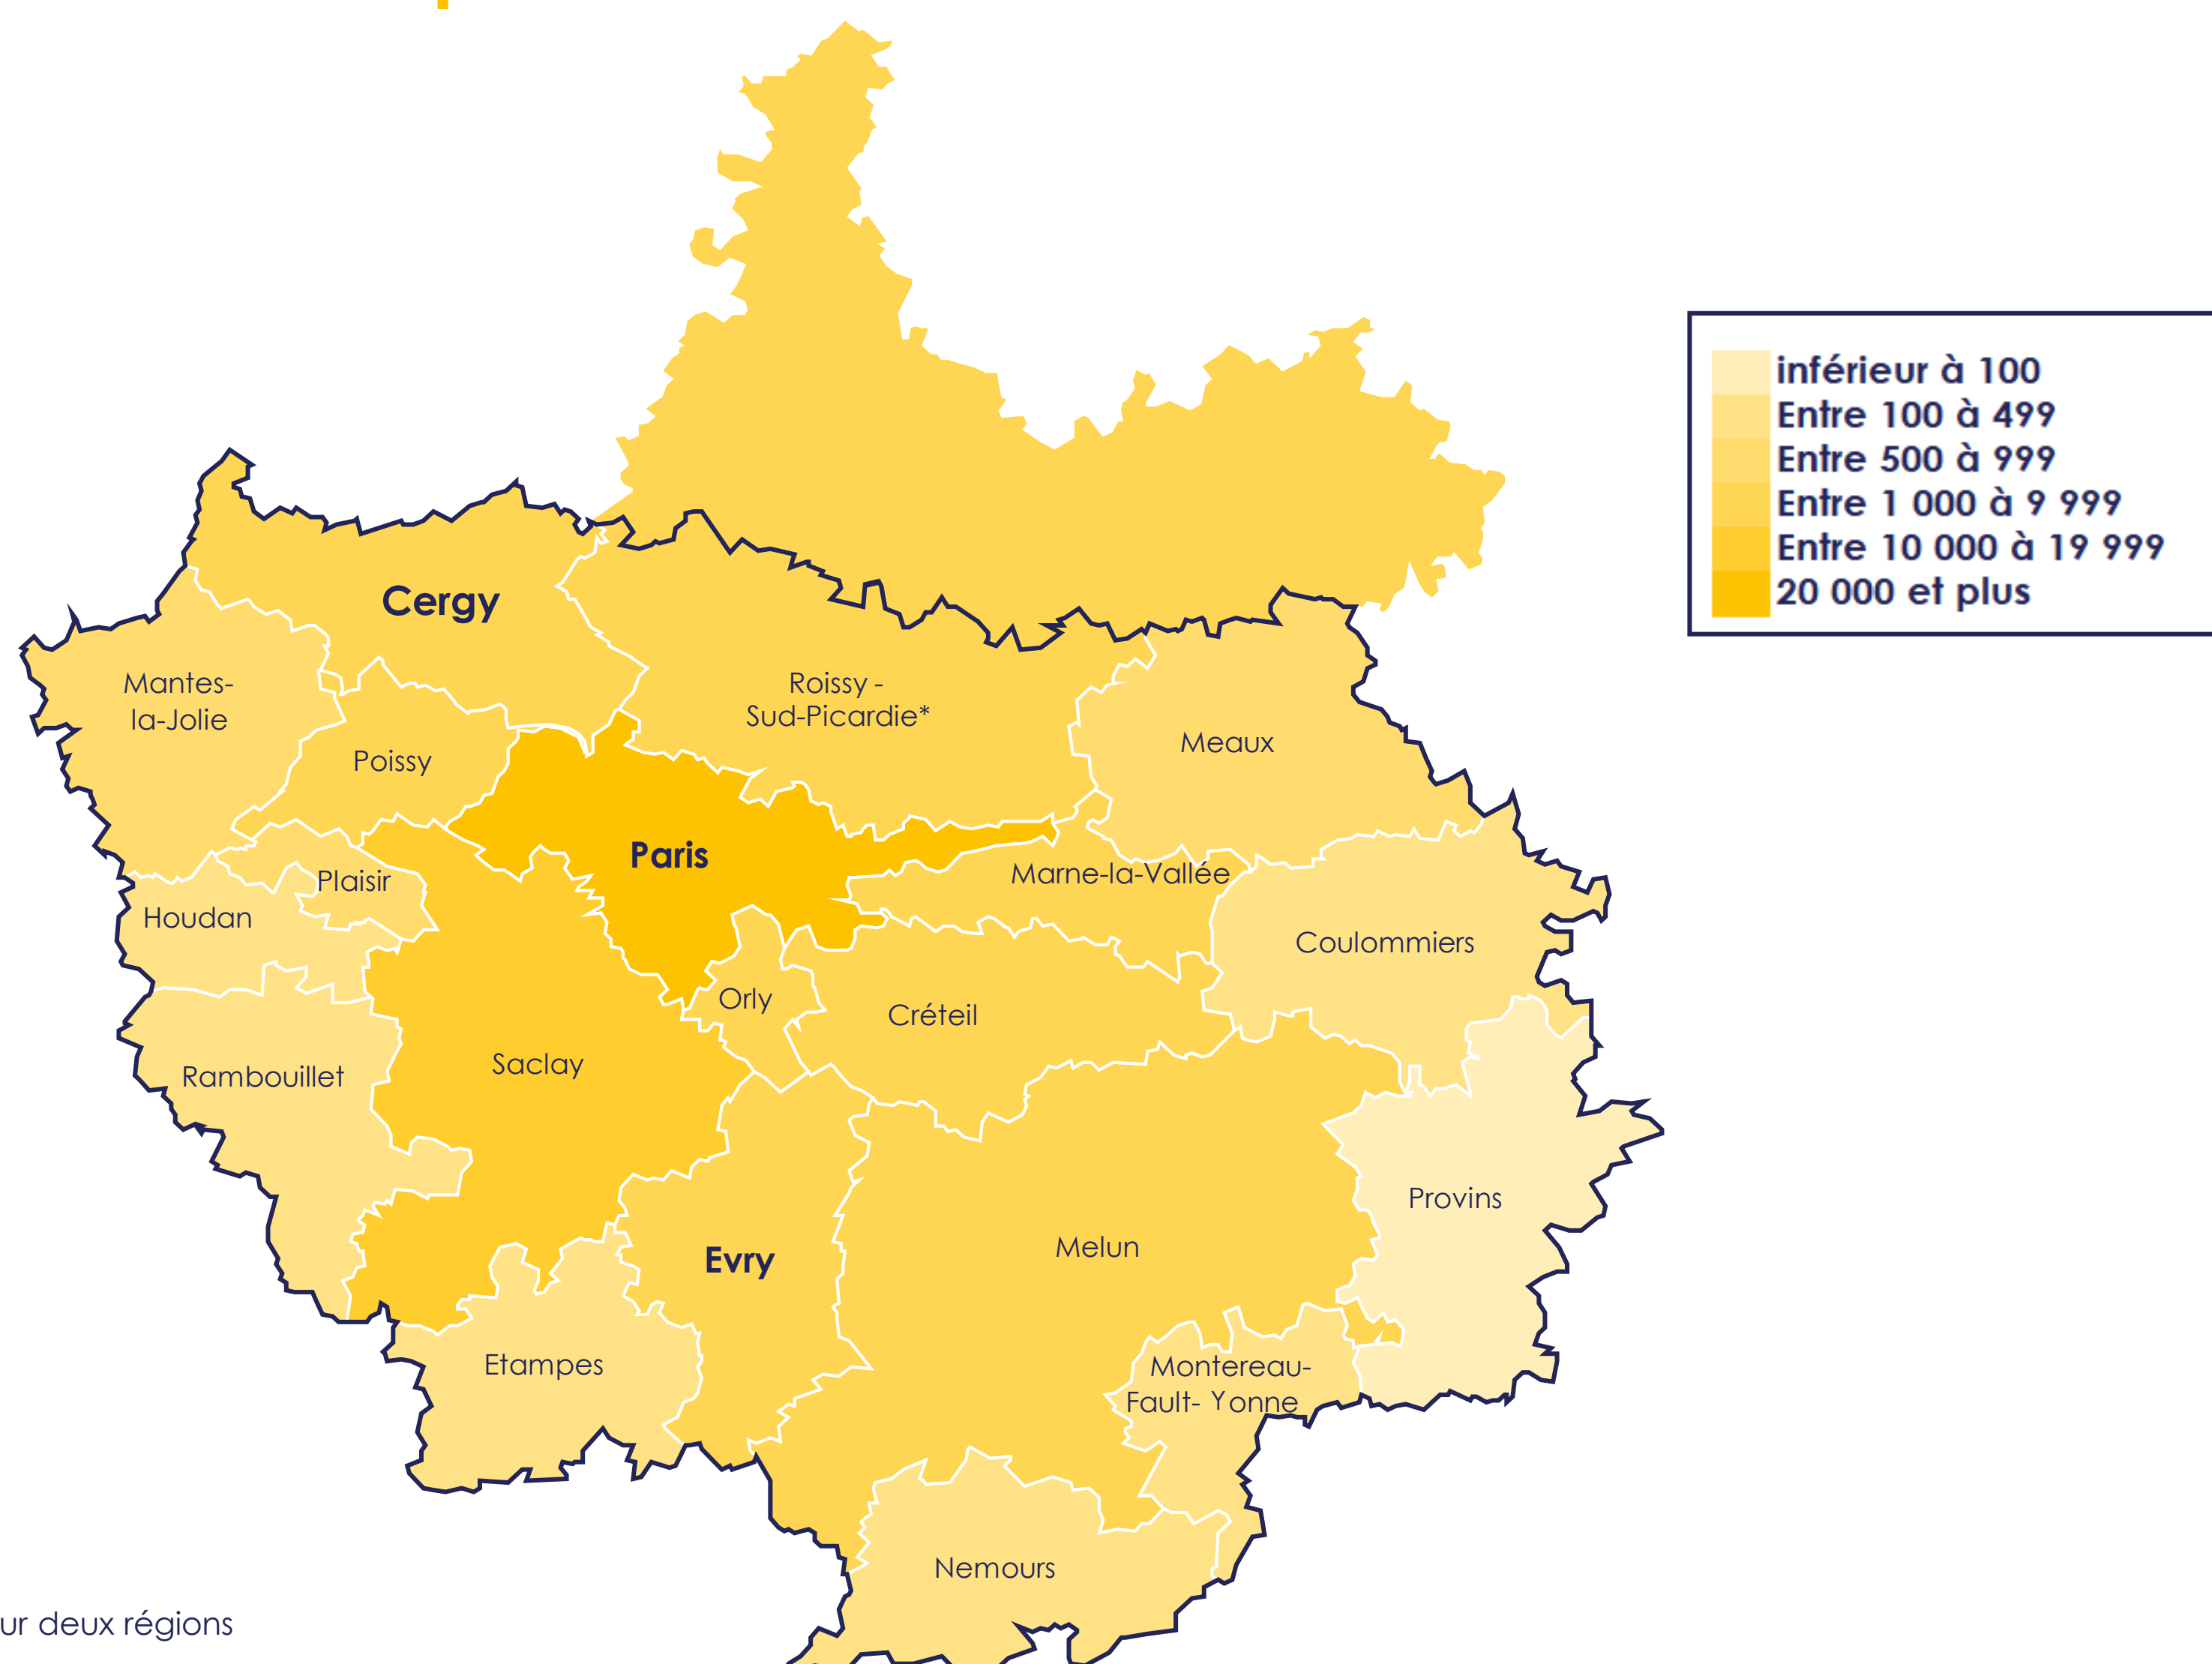 inférieur à 100
Entre 100 à 499
Entre 500 à 999
Entre 1 000 à 9 999
Entre 10 000 à 19 999
20 000 et plus
Cergy
Mantes-
la-Jolie
Roissy -
Sud-Picardie*
Poissy
Meaux
Paris
Marne-la-Vallée
Plaisir
Houdan
Coulommiers
Orly
Créteil
Saclay
Rambouillet
Provins
Melun
Evry
Etampes
Montereau-
Fault- Yonne
Nemours
ur deux régions